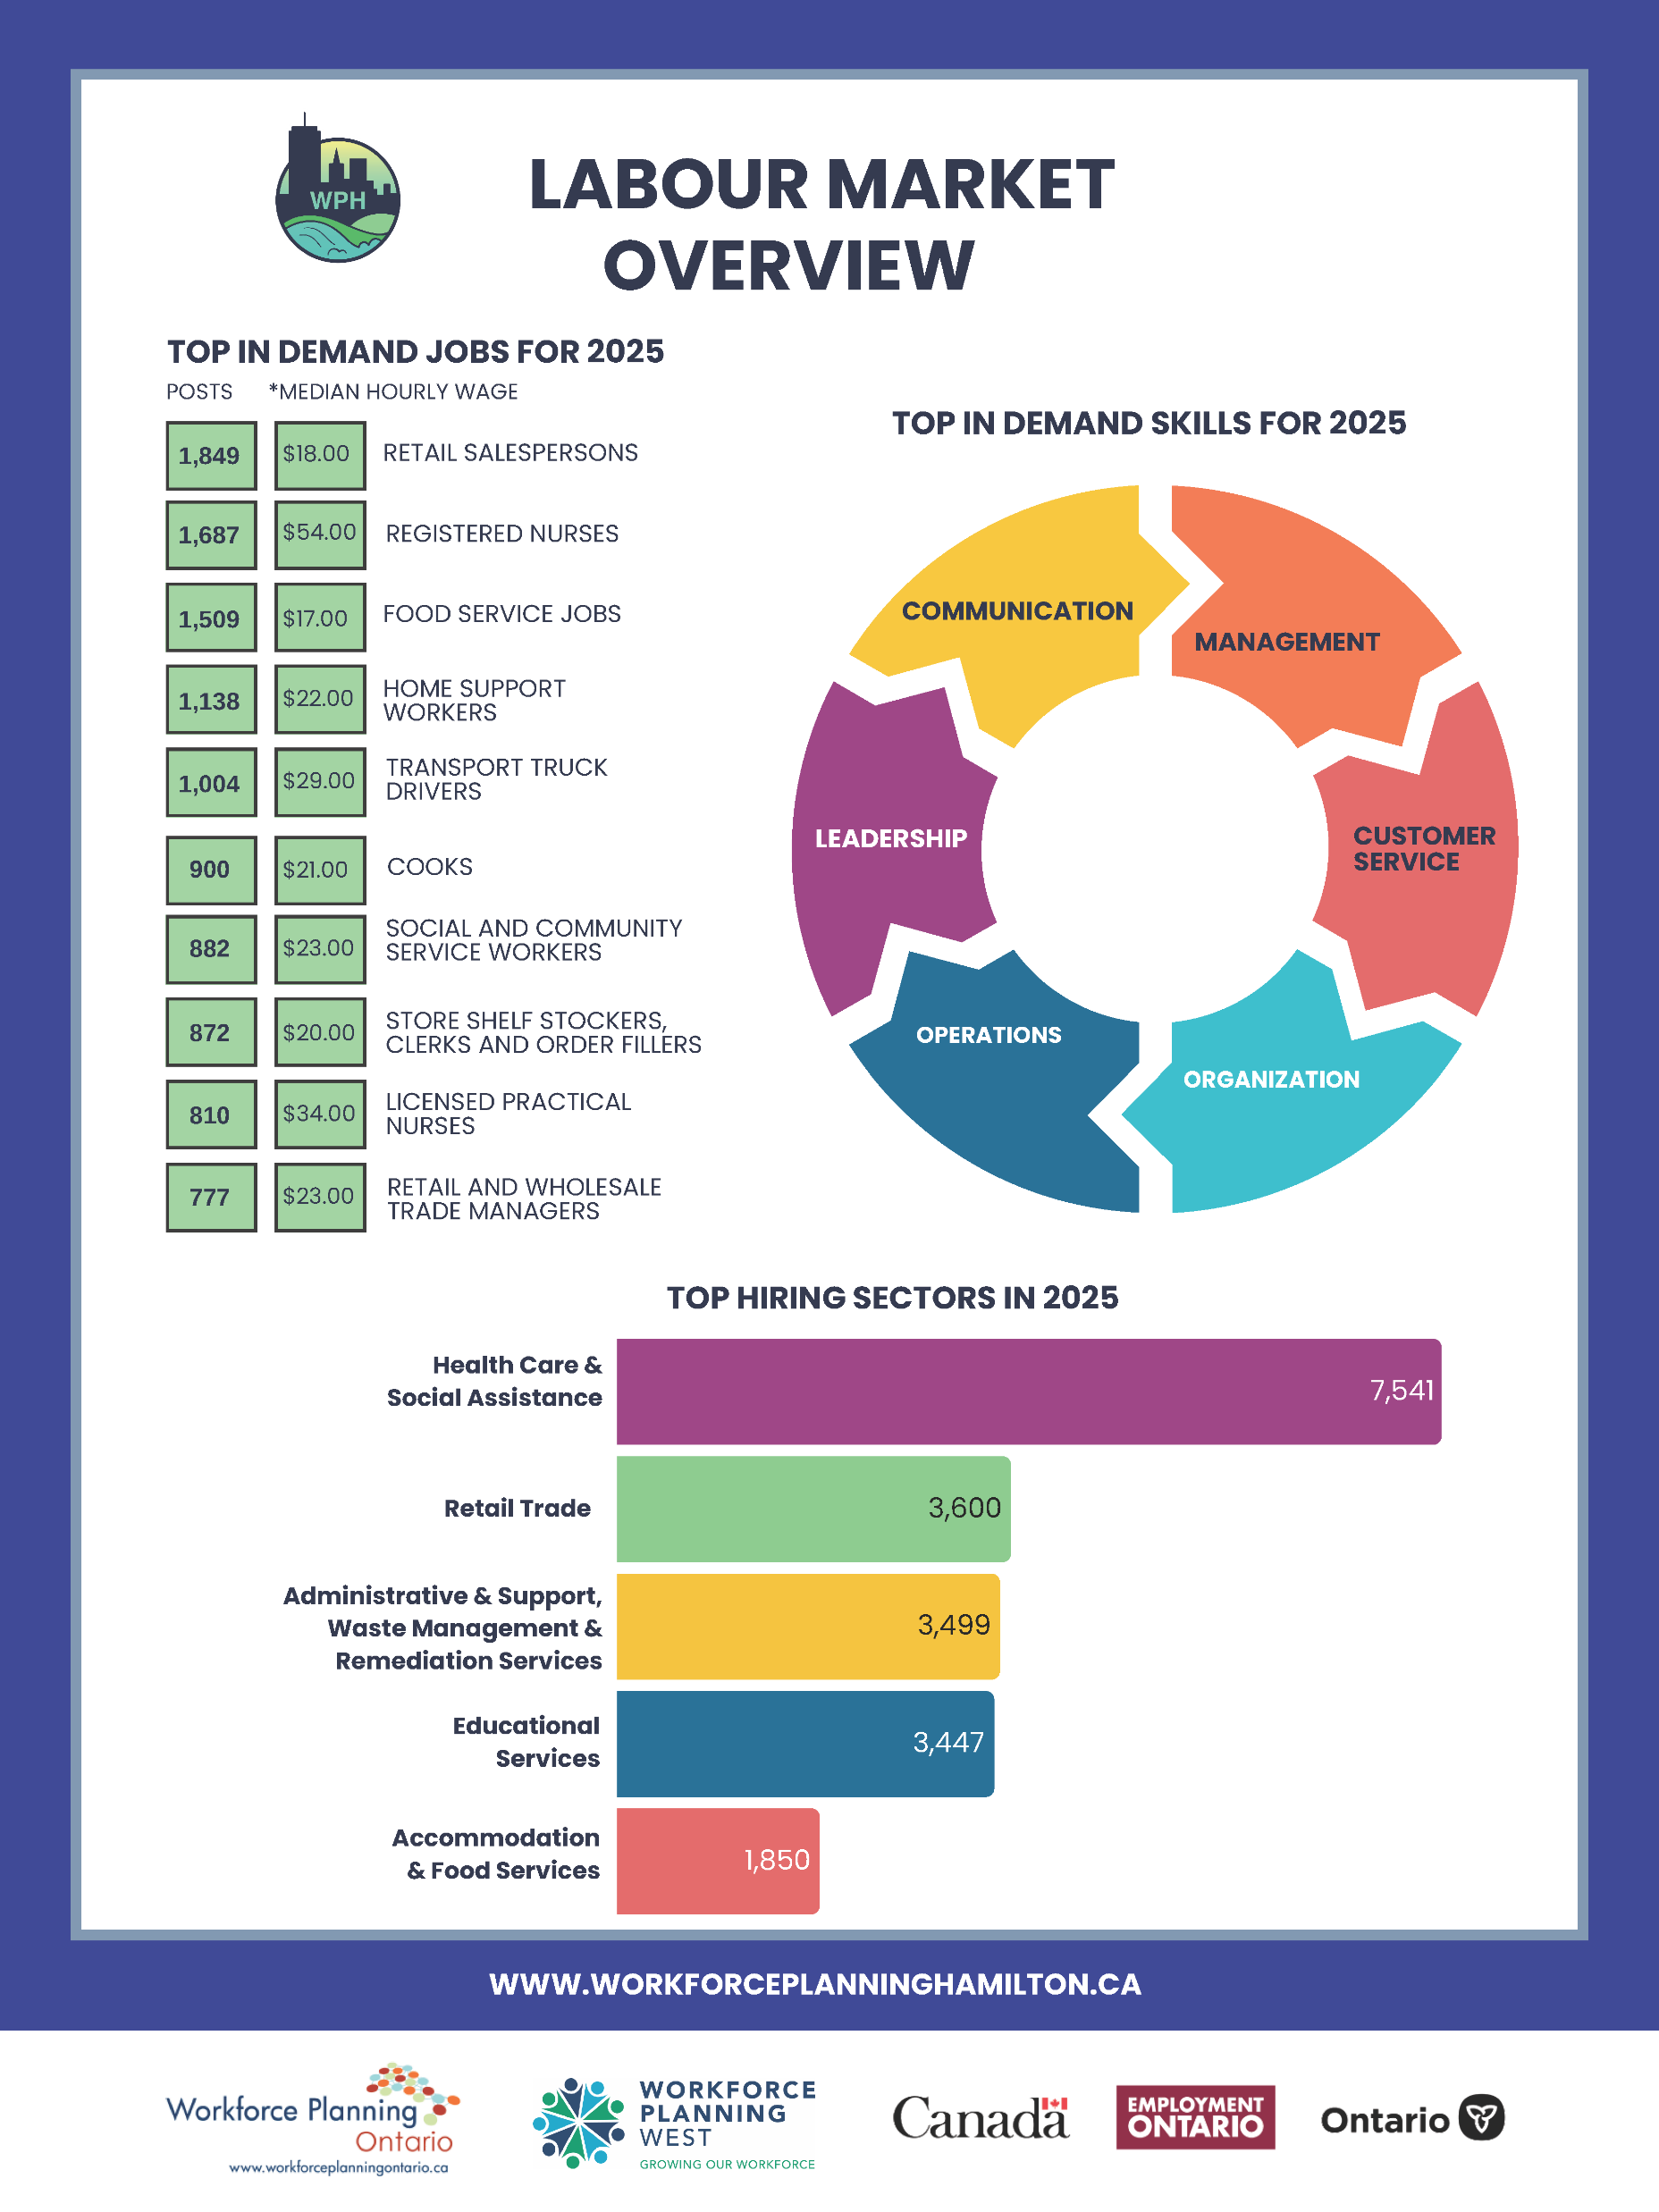 WPH
LABOUR MARKET
OVERVIEW
TOP IN DEMAND JOBS FOR 2025
POSTS *MEDIAN HOURLY WAGE
1,849 $18.00 RETAIL SALESPERSONS
1,687 $54.00 REGISTERED NURSES
1,509 $17.00 FOOD SERVICE JOBS
1,138 $22.00 HOME SUPPORT
WORKERS
1,004 $29.00 TRANSPORT TRUCK
DRIVERS
900 $21.00 COOKS
882 $23.00 SOCIAL AND COMMUNITY
SERVICE WORKERS
872 $20.00 STORE SHELF STOCKERS,
CLERKS AND ORDER FILLERS
810 $34.00 LICENSED PRACTICAL
NURSES
777 $23.00 RETAIL AND WHOLESALE
TRADE MANAGERS
TOP IN DEMAND SKILLS FOR 2025
COMMUNICATION
MANAGEMENT
LEADERSHIP
CUSTOMER
SERVICE
OPERATIONS
ORGANIZATION
TOP HIRING SECTORS IN 2025
Health Care &
Social Assistance
7,541
Retail Trade
3,600
Administrative & Support,
Waste Management &
Remediation Services
3,499
Educational
Services
3,447
Accommodation
& Food Services
1,850
WWW.WORKFORCEPLANNINGHAMILTON.CA
Workforce Planning
Ontario
www.workforceplanningontario.ca
WORKFORCE
PLANNING
WEST
GROWING OUR WORKFORCE
Canada
EMPLOYMENT
ONTARIO
Ontario